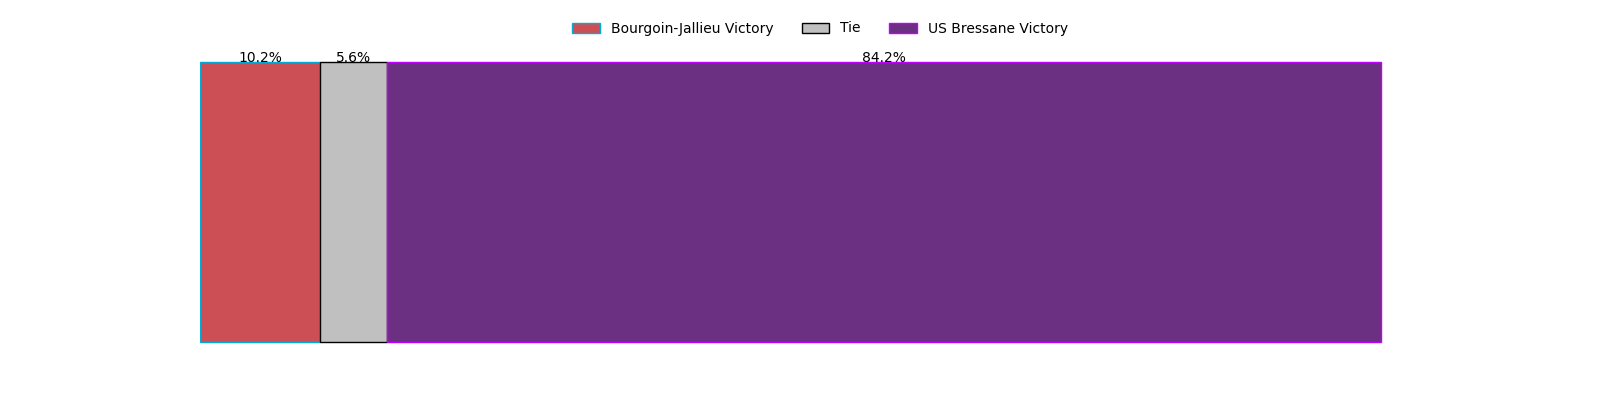 Bourgoin-Jallieu Victory Tie US Bressane Victory
10.2% 5.6% 84.2%